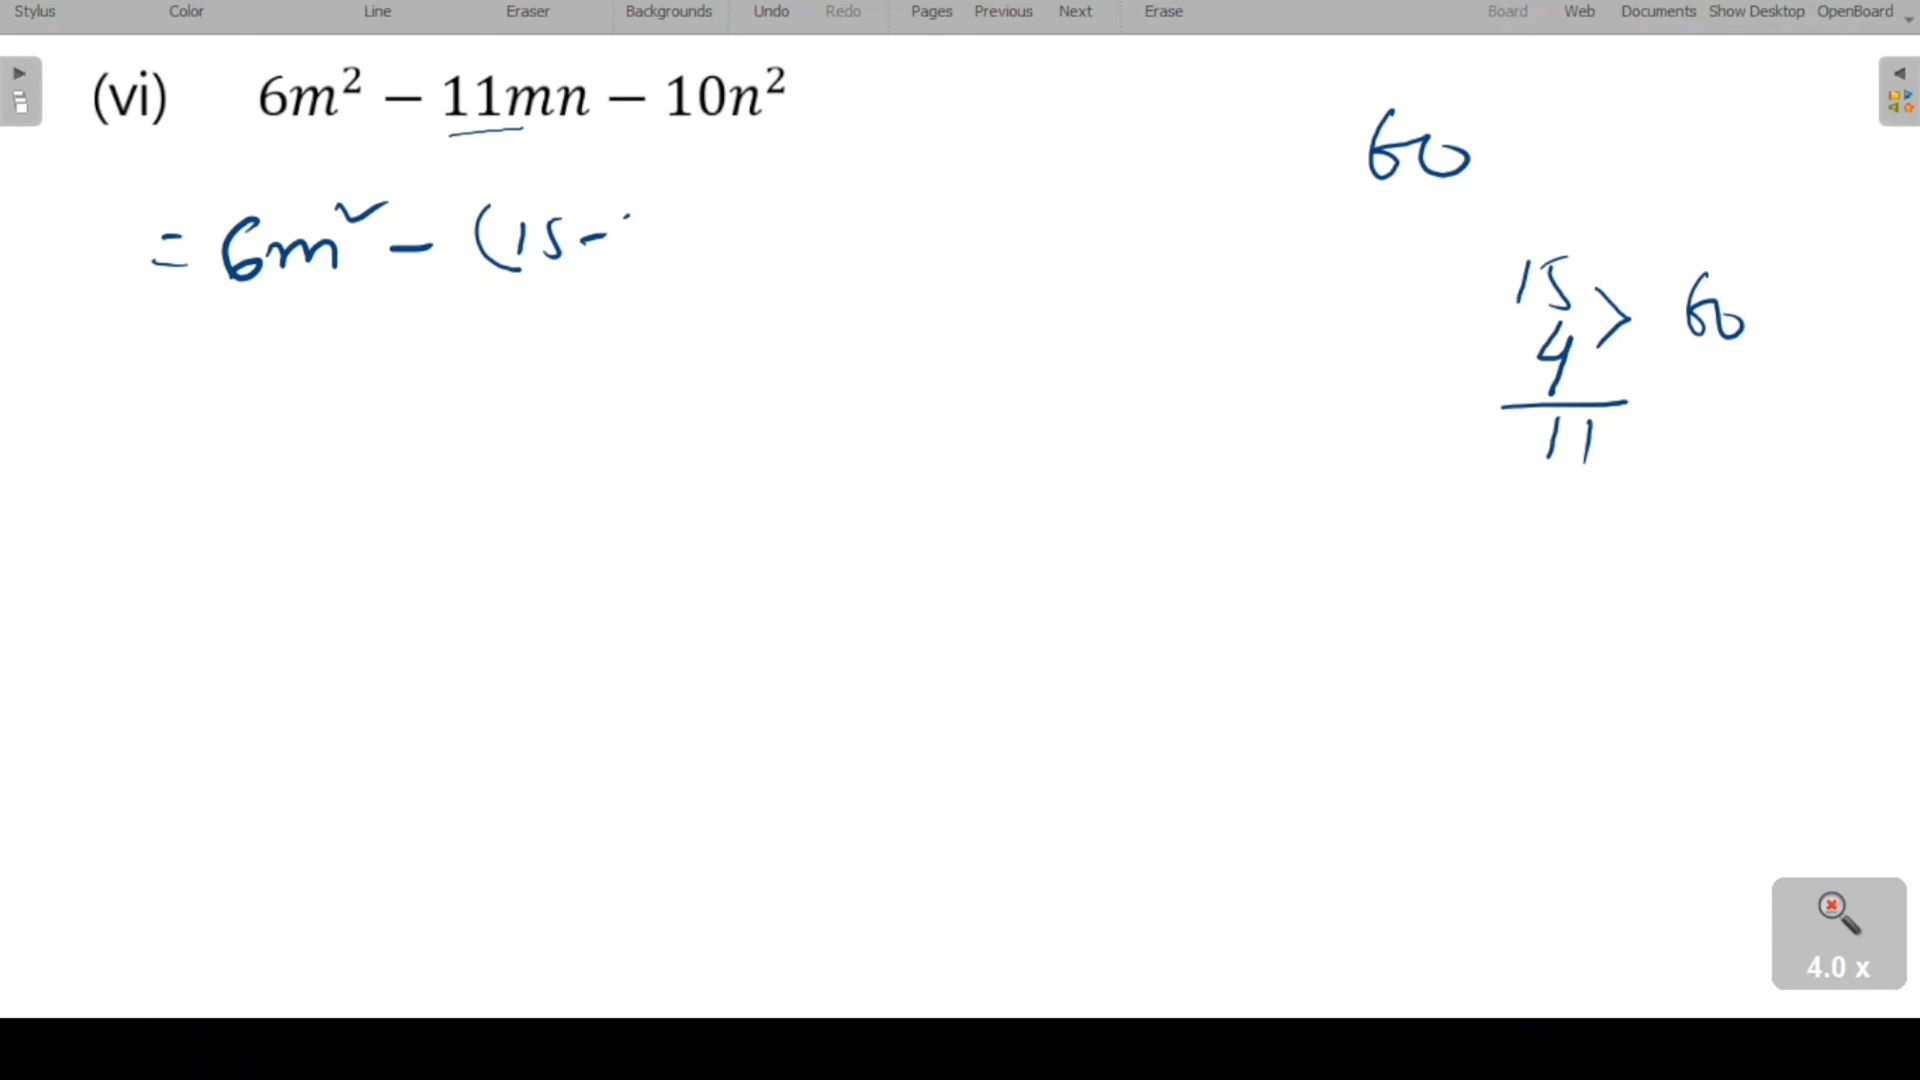 Stylus Color Line Eraser Backgrounds Undo Redo Pages Previous Next Erase Board Web Documents Show Desktop OpenBoard
(vi) 6m² − 11mn − 10n²
60
= 6m² − (15 −
15
4 > 60
11
4.0 x